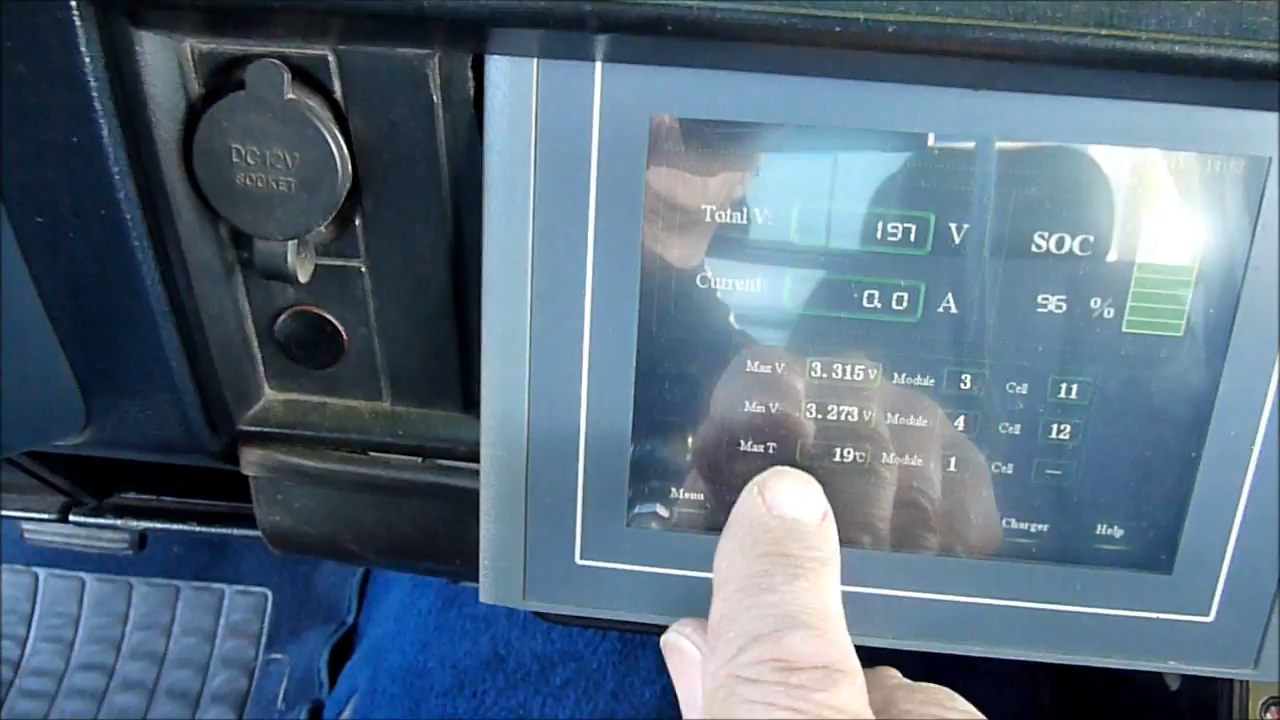 DC 12V
SOCKET
Total V: 197 V
SOC
Current: 0.0 A
96 %
Max V: 3.315 V Module 3 Cell 11
Min V: 3.273 V Module 4 Cell 12
Max T 19℃ Module 1 Cell —
Menu
Charger
Help